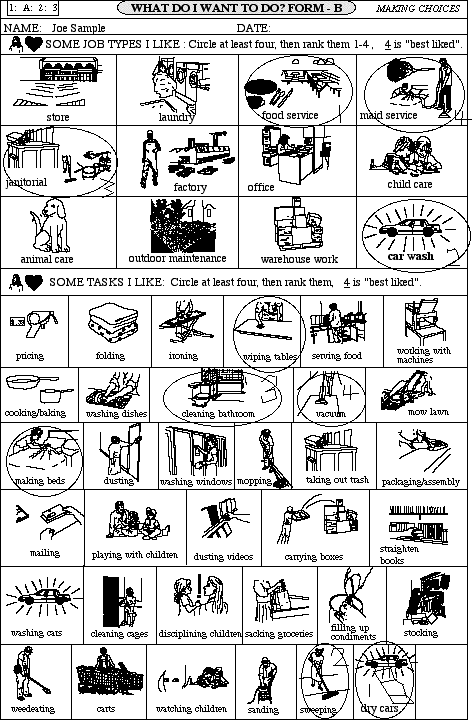 1: A: 2: 3 WHAT DO I WANT TO DO? FORM - B MAKING CHOICES
NAME: Joe Sample DATE:
SOME JOB TYPES I LIKE : Circle at least four, then rank them 1-4 , 4 is "best liked".
store laundry food service maid service
janitorial factory office child care
animal care outdoor maintenance warehouse work car wash
SOME TASKS I LIKE: Circle at least four, then rank them, 4 is "best liked".
pricing folding ironing wiping tables serving food working with
machines
cooking/baking washing dishes cleaning bathroom vacuum mow lawn
making beds dusting washing windows mopping taking out trash packaging/assembly
mailing playing with children dusting videos carrying boxes straighten
books
washing cars cleaning cages disciplining children sacking groceries filling up
condiments stocking
weedeating carts watching children sanding sweeping dry cars